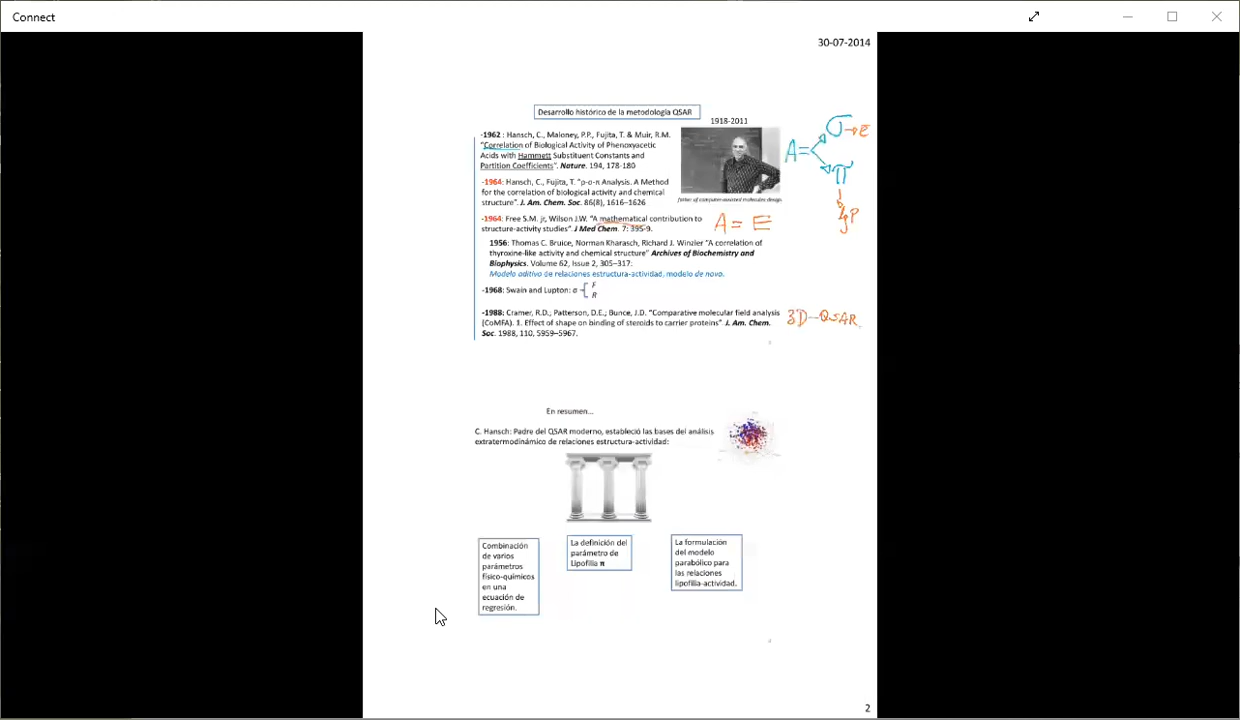 Connect
30-07-2014
Desarrollo histórico de la metodología QSAR
1918-2011
-1962 : Hansch, C., Maloney, P.P., Fujita, T. & Muir, R.M.
"Correlation of Biological Activity of Phenoxyacetic
Acids with Hammett Substituent Constants and
Partition Coefficients". Nature. 194, 178-180
father of computer-assisted molecules design.
A=
σ→E
π
lgP
-1964: Hansch, C., Fujita, T. "ρ-σ-π Analysis. A Method
for the correlation of biological activity and chemical
structure". J. Am. Chem. Soc. 86(8), 1616–1626
-1964: Free S.M. jr, Wilson J.W. "A mathematical contribution to
structure-activity studies". J Med Chem. 7: 395-9.
A = E
1956: Thomas C. Bruice, Norman Kharasch, Richard J. Winzler "A correlation of
thyroxine-like activity and chemical structure" Archives of Biochemistry and
Biophysics. Volume 62, Issue 2, 305–317:
Modelo aditivo de relaciones estructura-actividad, modelo de novo.
-1968: Swain and Lupton: σ
F
R
-1988: Cramer, R.D., Patterson, D.E.; Bunce, J.D. "Comparative molecular field analysis
(CoMFA). 1. Effect of shape on binding of steroids to carrier proteins" J. Am. Chem.
Soc. 1988, 110, 5959–5967.
3D-QSAR
En resumen...
C. Hansch: Padre del QSAR moderno, estableció las bases del análisis
extratermodinámico de relaciones estructura-actividad:
Combinación
de varios
parámetros
físico-químicos
en una
ecuación de
regresión.
La definición del
parámetro de
Lipofilia π
La formulación
del modelo
parabólico para
las relaciones
lipofilia-actividad.
2